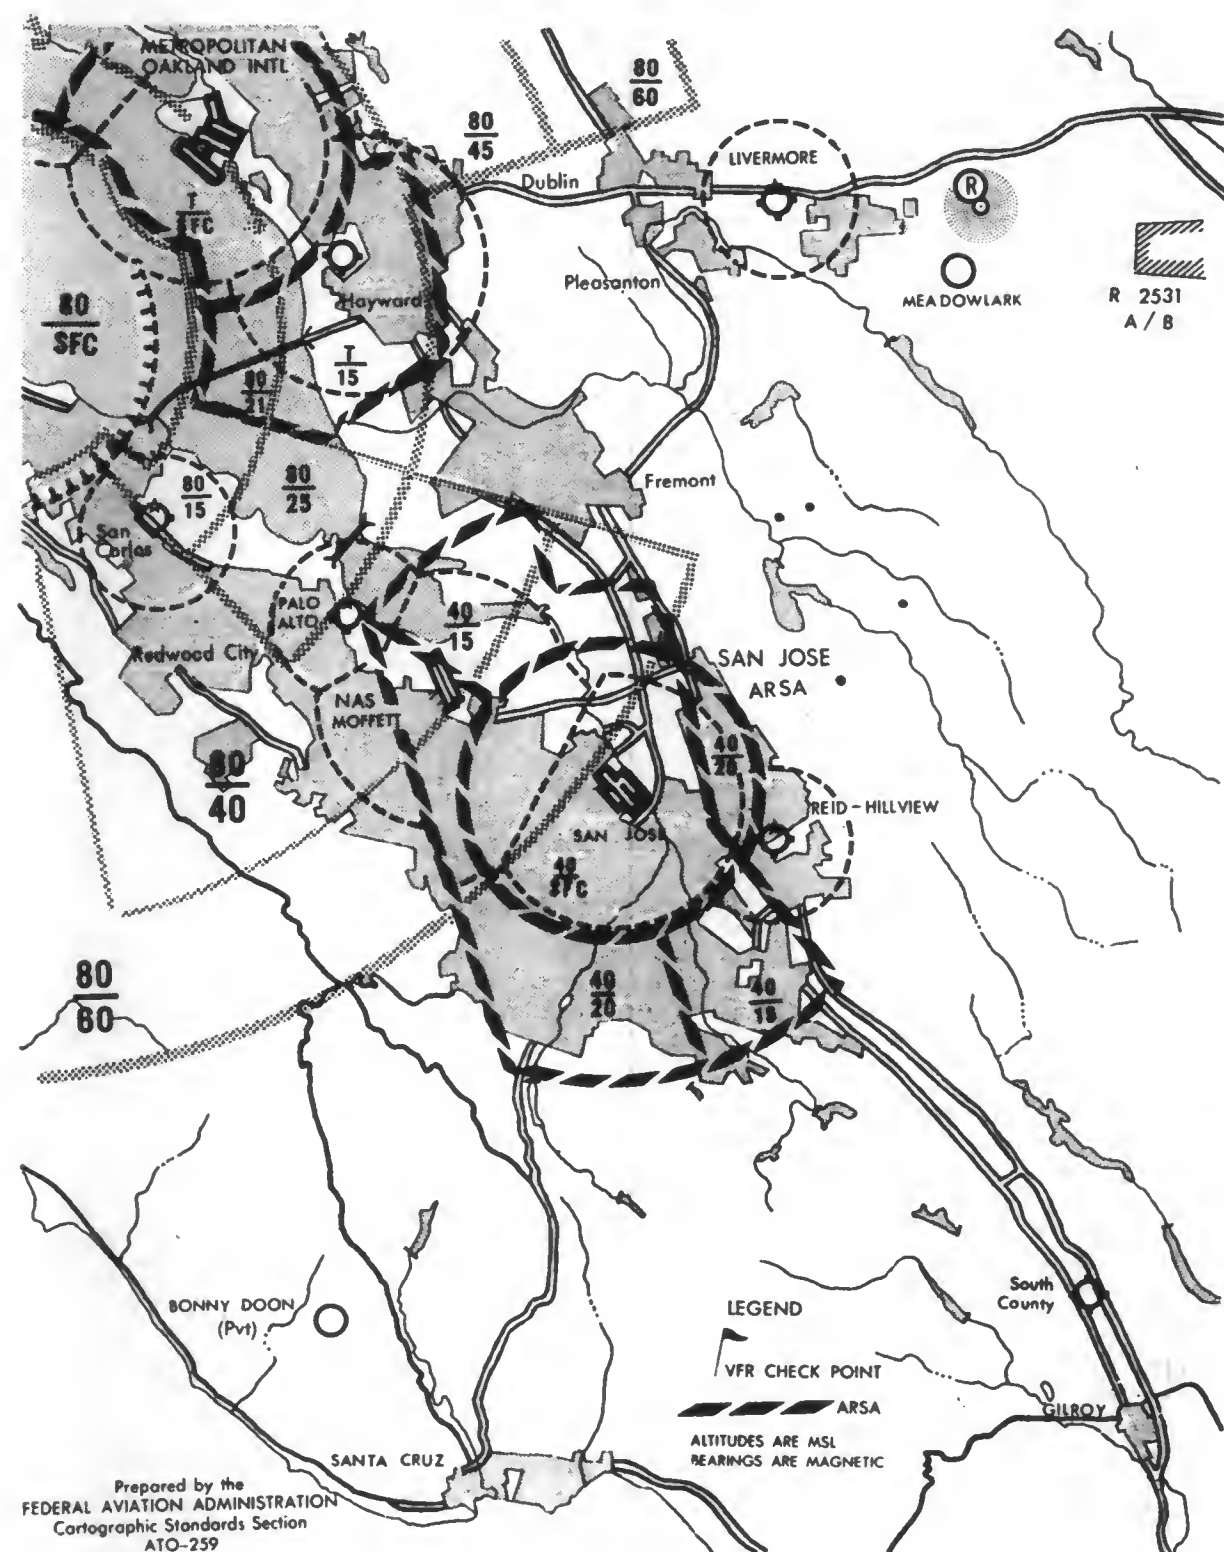 METROPOLITAN
OAKLAND INTL
80
60
80
45
LIVERMORE
Dublin
R
T
SFC
Pleasanton
MEADOWLARK
R 2531
A / B
80
SFC
Hayward
T
15
80
21
80
15
80
25
Fremont
San
Carlos
PALO
ALTO
40
15
Redwood City
SAN JOSE
ARSA
NAS
MOFFETT
80
40
40
20
REID-HILLVIEW
SAN JOSE
40
SFC
80
60
40
20
40
18
South
County
BONNY DOON
(Pvt)
LEGEND
VFR CHECK POINT
ARSA
GILROY
ALTITUDES ARE MSL
BEARINGS ARE MAGNETIC
SANTA CRUZ
Prepared by the
FEDERAL AVIATION ADMINISTRATION
Cartographic Standards Section
ATO-259